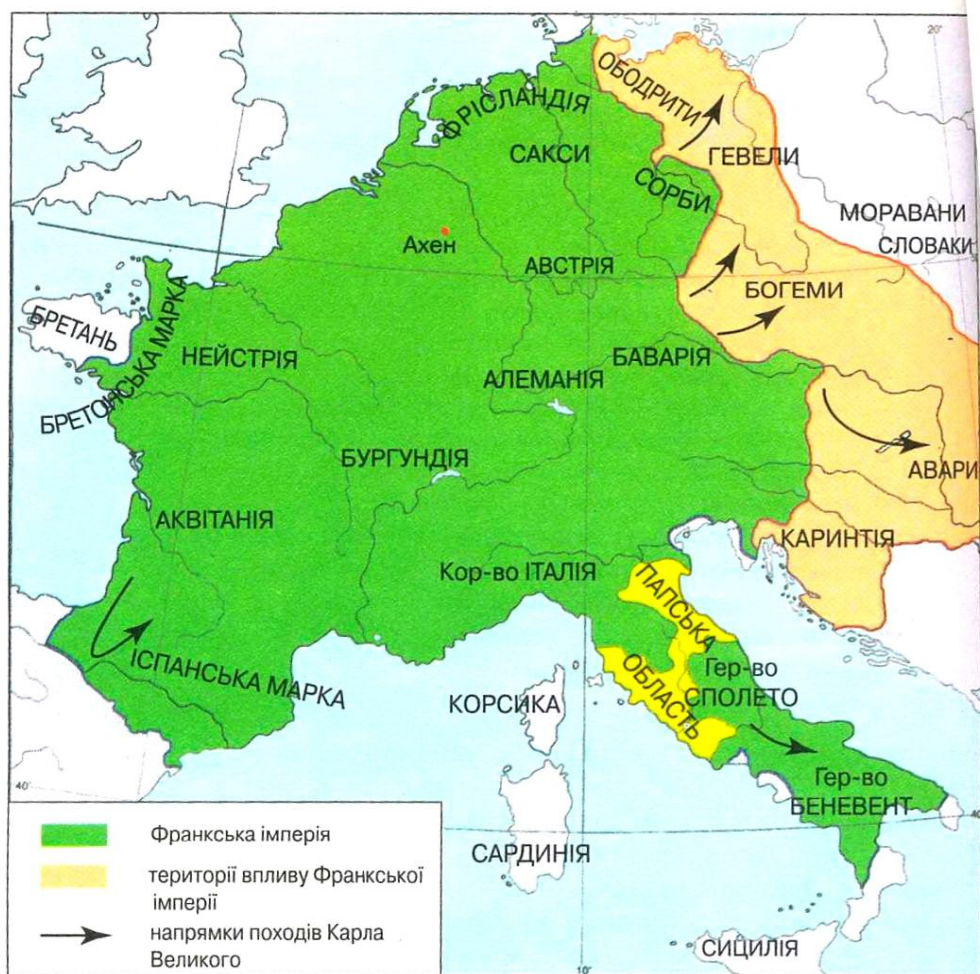 20°
ОБОДРИТИ
ФРІСЛАНДІЯ
САКСИ
ГЕВЕЛИ
СОРБИ
МОРАВАНИ
СЛОВАКИ
Ахен
АВСТРІЯ
БОГЕМИ
БРЕТАНЬ
БРЕТОНСЬКА МАРКА
НЕЙСТРІЯ
БАВАРІЯ
АЛЕМАНІЯ
БУРГУНДІЯ
АВАРИ
АКВІТАНІЯ
КАРИНТІЯ
Кор-во ІТАЛІЯ
ПАПСЬКА
ОБЛАСТЬ
ІСПАНСЬКА МАРКА
Гер-во
СПОЛЕТО
КОРСИКА
Гер-во
БЕНЕВЕНТ
40°
40
САРДИНІЯ
СИЦИЛІЯ
10°
Франкська імперія
території впливу Франкської
імперії
напрямки походів Карла
Великого